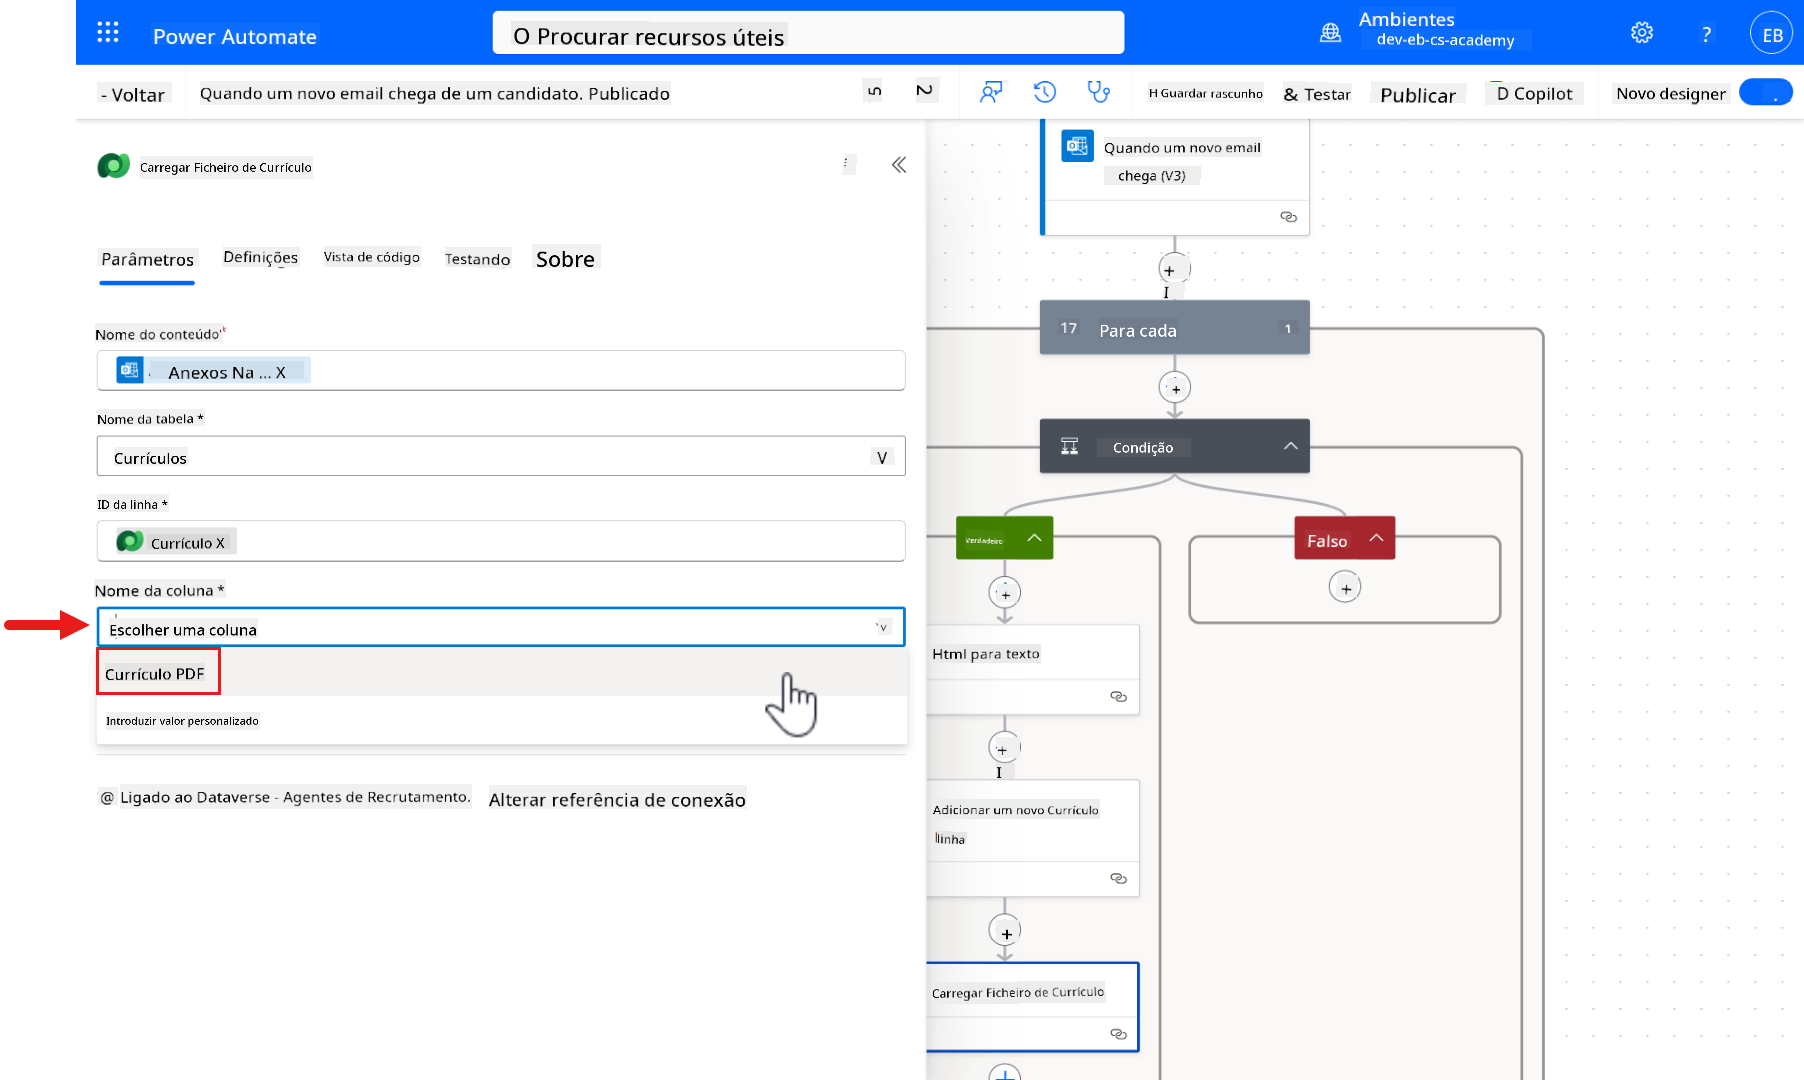 Power Automate
O Procurar recursos úteis
Ambientes
dev-eb-cs-academy
?
EB
- Voltar
Quando um novo email chega de um candidato. Publicado
H Guardar rascunho
& Testar
Publicar
D Copilot
Novo designer
Carregar Ficheiro de Currículo
Parâmetros
Definições
Vista de código
Testando
Sobre
Nome do conteúdo*
Anexos Na ... X
Nome da tabela *
Currículos
V
ID da linha *
Currículo X
Nome da coluna *
Escolher uma coluna
v
Currículo PDF
Introduzir valor personalizado
@ Ligado ao Dataverse - Agentes de Recrutamento.
Alterar referência de conexão
Quando um novo email
chega (V3)
I
17
Para cada
1
Condição
Verdadeiro
Falso
Html para texto
I
Adicionar um novo Currículo
linha
Carregar Ficheiro de Currículo